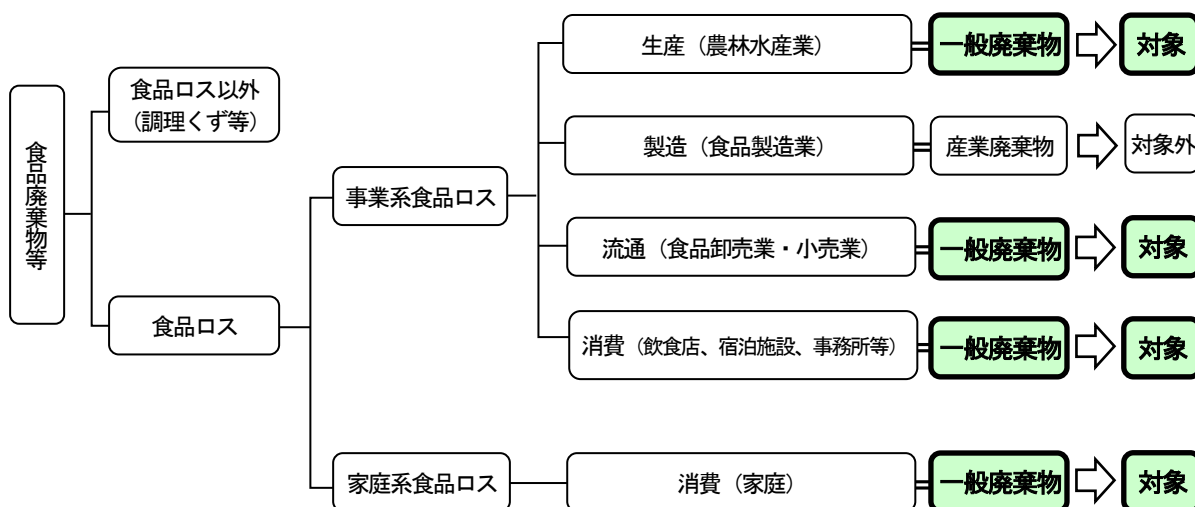 食品廃棄物等
食品ロス以外
（調理くず等）
食品ロス
事業系食品ロス
生産（農林水産業）
一般廃棄物
対象
製造（食品製造業）
産業廃棄物
対象外
流通（食品卸売業・小売業）
一般廃棄物
対象
消費（飲食店、宿泊施設、事務所等）
一般廃棄物
対象
家庭系食品ロス
消費（家庭）
一般廃棄物
対象